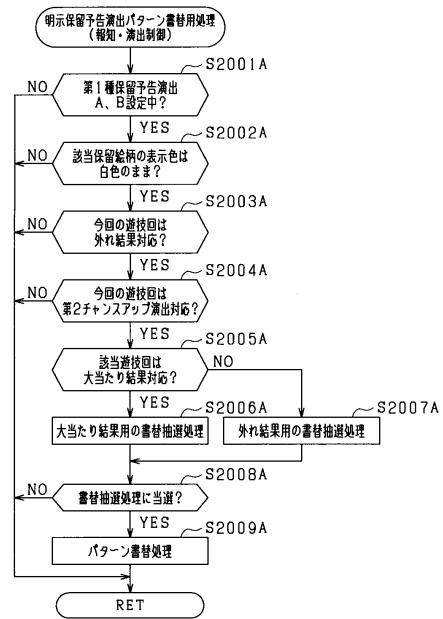 明示保留予告演出パターン書替用処理
(報知・演出制御)
S2001A
第1種保留予告演出
A、B設定中?
NO
YES
S2002A
該当保留絵柄の表示色は
白色のまま?
NO
YES
S2003A
今回の遊技回は
外れ結果対応?
NO
YES
S2004A
今回の遊技回は
第2チャンスアップ演出対応?
NO
YES
S2005A
該当遊技回は
大当たり結果対応?
NO
YES
S2006A
大当たり結果用の書替抽選処理
S2007A
外れ結果用の書替抽選処理
S2008A
書替抽選処理に当選?
NO
YES
S2009A
パターン書替処理
RET